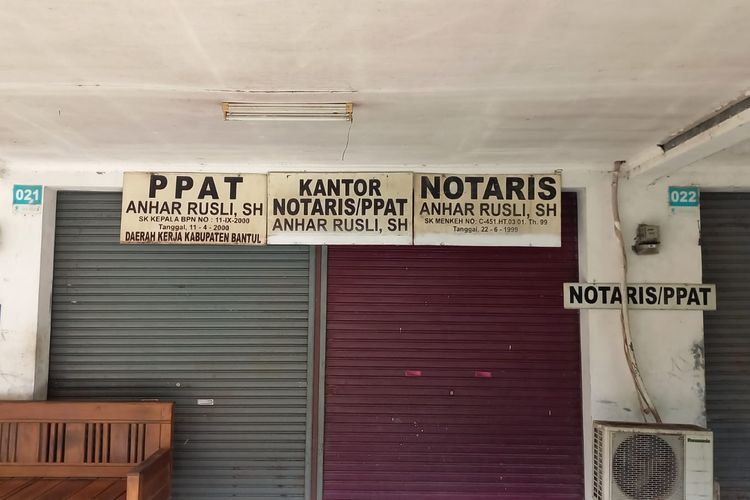 021
PPAT
ANHAR RUSLI, SH
SK KEPALA BPN NO : 11-IX-2000
Tanggal, 11 - 4 - 2000
DAERAH KERJA KABUPATEN BANTUL
KANTOR
NOTARIS/PPAT
ANHAR RUSLI, SH
NOTARIS
ANHAR RUSLI, SH
SK MENKEH NO: C-451.HT.03 01. Th. 99
Tanggal, 22 - 6 - 1999
022
NOTARIS/PPAT
Panasonic